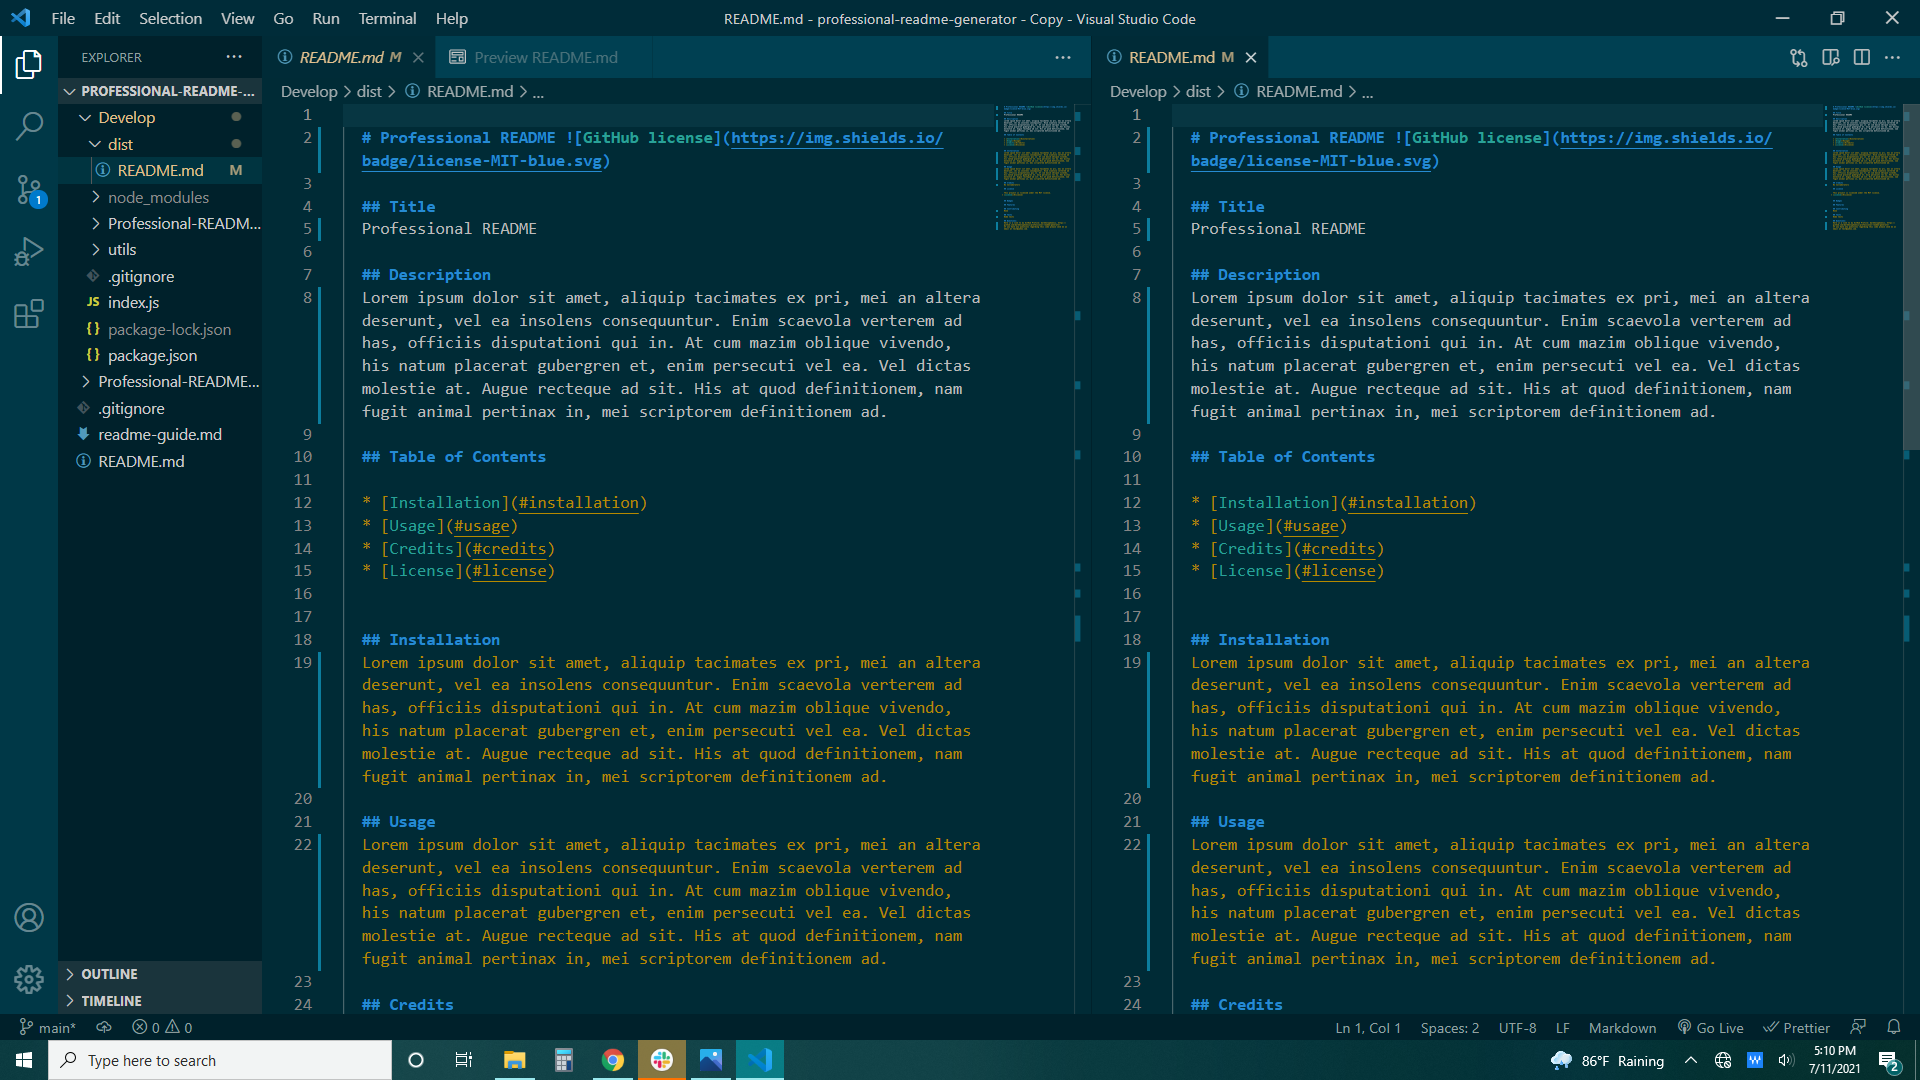 File Edit Selection View Go Run Terminal Help
README.md - professional-readme-generator - Copy - Visual Studio Code
EXPLORER
PROFESSIONAL-README-...
Develop
dist
README.md M
node_modules
Professional-READM...
utils
.gitignore
JS index.js
{} package-lock.json
{} package.json
Professional-README...
.gitignore
readme-guide.md
README.md
OUTLINE
TIMELINE
README.md M
Preview README.md
Develop > dist > README.md > ...
1
2 # Professional README ![GitHub license](https://img.shields.io/
badge/license-MIT-blue.svg)
3
4 ## Title
5 Professional README
6
7 ## Description
8 Lorem ipsum dolor sit amet, aliquip tacimates ex pri, mei an altera
deserunt, vel ea insolens consequuntur. Enim scaevola verterem ad
has, officiis disputationi qui in. At cum mazim oblique vivendo,
his natum placerat gubergren et, enim persecuti vel ea. Vel dictas
molestie at. Augue recteque ad sit. His at quod definitionem, nam
fugit animal pertinax in, mei scriptorem definitionem ad.
9
10 ## Table of Contents
11
12 * [Installation](#installation)
13 * [Usage](#usage)
14 * [Credits](#credits)
15 * [License](#license)
16
17
18 ## Installation
19 Lorem ipsum dolor sit amet, aliquip tacimates ex pri, mei an altera
deserunt, vel ea insolens consequuntur. Enim scaevola verterem ad
has, officiis disputationi qui in. At cum mazim oblique vivendo,
his natum placerat gubergren et, enim persecuti vel ea. Vel dictas
molestie at. Augue recteque ad sit. His at quod definitionem, nam
fugit animal pertinax in, mei scriptorem definitionem ad.
20
21 ## Usage
22 Lorem ipsum dolor sit amet, aliquip tacimates ex pri, mei an altera
deserunt, vel ea insolens consequuntur. Enim scaevola verterem ad
has, officiis disputationi qui in. At cum mazim oblique vivendo,
his natum placerat gubergren et, enim persecuti vel ea. Vel dictas
molestie at. Augue recteque ad sit. His at quod definitionem, nam
fugit animal pertinax in, mei scriptorem definitionem ad.
23
24 ## Credits
README.md M
Develop > dist > README.md > ...
1
2 # Professional README ![GitHub license](https://img.shields.io/
badge/license-MIT-blue.svg)
3
4 ## Title
5 Professional README
6
7 ## Description
8 Lorem ipsum dolor sit amet, aliquip tacimates ex pri, mei an altera
deserunt, vel ea insolens consequuntur. Enim scaevola verterem ad
has, officiis disputationi qui in. At cum mazim oblique vivendo,
his natum placerat gubergren et, enim persecuti vel ea. Vel dictas
molestie at. Augue recteque ad sit. His at quod definitionem, nam
fugit animal pertinax in, mei scriptorem definitionem ad.
9
10 ## Table of Contents
11
12 * [Installation](#installation)
13 * [Usage](#usage)
14 * [Credits](#credits)
15 * [License](#license)
16
17
18 ## Installation
19 Lorem ipsum dolor sit amet, aliquip tacimates ex pri, mei an altera
deserunt, vel ea insolens consequuntur. Enim scaevola verterem ad
has, officiis disputationi qui in. At cum mazim oblique vivendo,
his natum placerat gubergren et, enim persecuti vel ea. Vel dictas
molestie at. Augue recteque ad sit. His at quod definitionem, nam
fugit animal pertinax in, mei scriptorem definitionem ad.
20
21 ## Usage
22 Lorem ipsum dolor sit amet, aliquip tacimates ex pri, mei an altera
deserunt, vel ea insolens consequuntur. Enim scaevola verterem ad
has, officiis disputationi qui in. At cum mazim oblique vivendo,
his natum placerat gubergren et, enim persecuti vel ea. Vel dictas
molestie at. Augue recteque ad sit. His at quod definitionem, nam
fugit animal pertinax in, mei scriptorem definitionem ad.
23
24 ## Credits
1
main* 0 0
Ln 1, Col 1 Spaces: 2 UTF-8 LF Markdown Go Live Prettier
Type here to search
86°F Raining
5:10 PM
7/11/2021
2